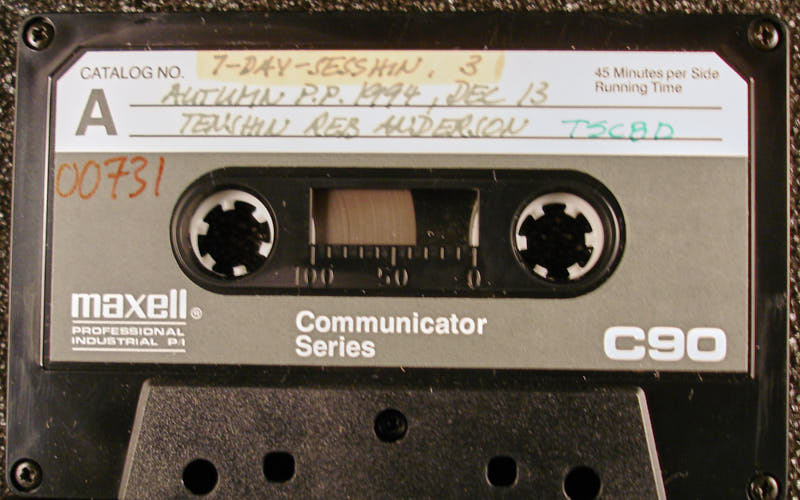 CATALOG NO. 7-DAY-SESSHIN. 3
45 Minutes per Side
Running Time
A
AUTUMN P.P. 1994, DEC 13
TENSHIN REB ANDERSON TSCBD
00731
100 50 0
maxell®
PROFESSIONAL
INDUSTRIAL P·I
Communicator
Series
C90